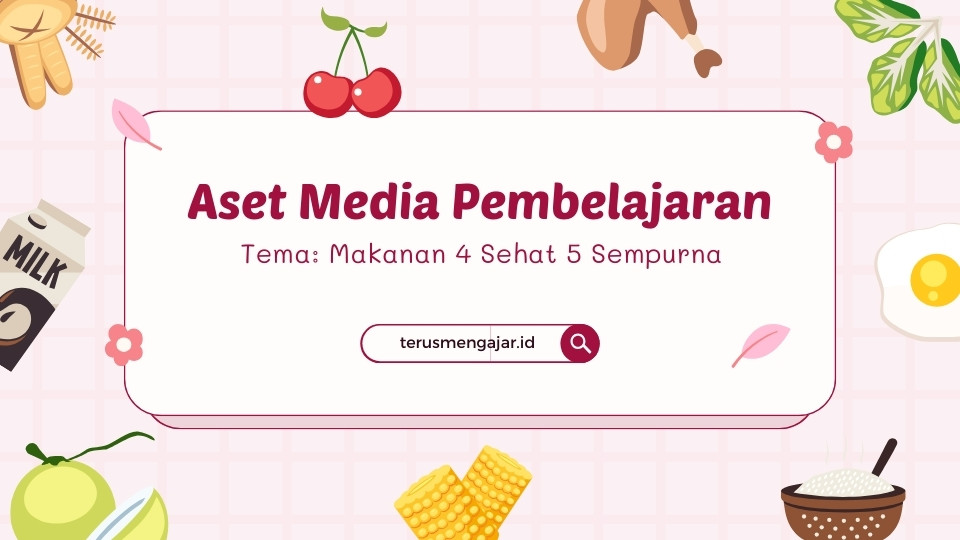 Aset Media Pembelajaran
Tema: Makanan 4 Sehat 5 Sempurna
terusmengajar.id
MILK